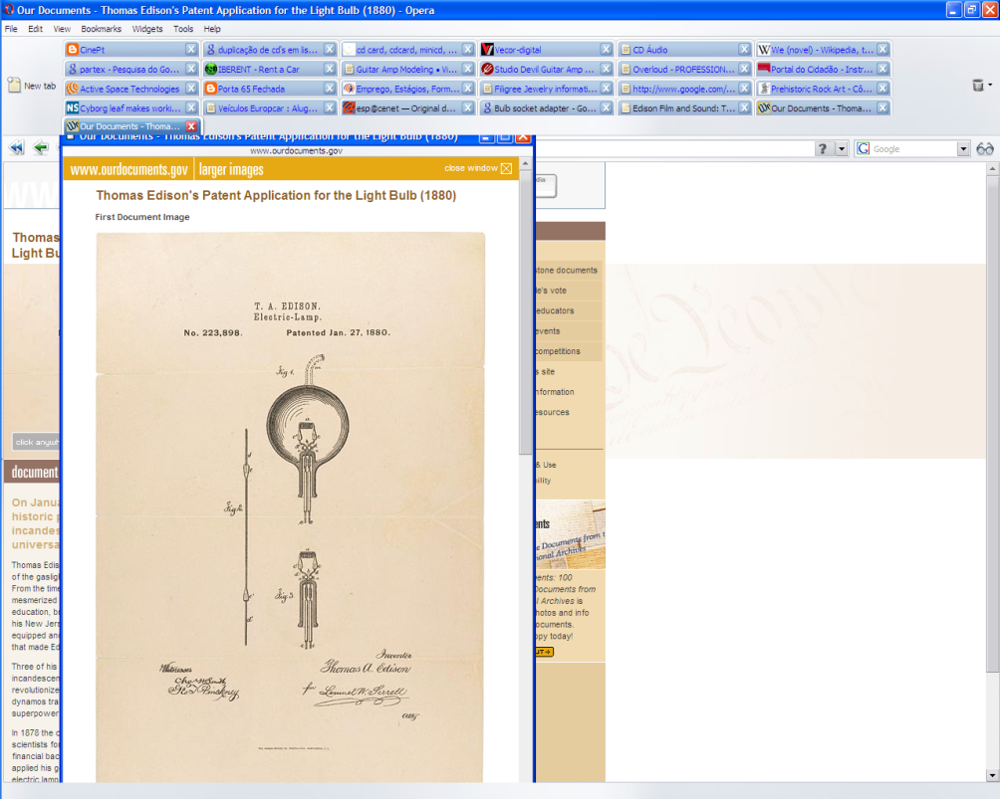 Our Documents - Thomas Edison's Patent Application for the Light Bulb (1880) - Opera
File Edit View Bookmarks Widgets Tools Help
New tab
CinePt
duplicação de cd's em lis...
cd card, cdcard, minicd, ...
Vecor-digital
CD Áudio
We (novel) - Wikipedia, t...
partex - Pesquisa do Go...
IBERENT - Rent a Car
Guitar Amp Modeling • Vi...
Studio Devil Guitar Amp ...
Overloud - PROFESSION...
Portal do Cidadão - Instr...
Active Space Technologies
Porta 65 Fechada
Emprego, Estágios, Form...
Filigree Jewelry informati...
http://www.google.com/...
Prehistoric Rock Art - Cô...
Cyborg leaf makes worki...
Veículos Europcar : Alug...
esp@cenet — Original d...
Bulb socket adapter - Go...
Edison Film and Sound: T...
Our Documents - Thoma...
Our Documents - Thoma...
Our Documents - Thomas Edison's Patent Application for the Light Bulb (1880)
www.ourdocuments.gov
? Google
www.ourdocuments.gov larger images close window
Thomas Edison's Patent Application for the Light Bulb (1880)
First Document Image
T. A. EDISON.
Electric-Lamp.
No. 223,898. Patented Jan. 27, 1880.
Fig 1.
Fig 2.
Fig 3.
Witnesses
Inventor
Thomas A. Edison
for Lemuel W. Serrell
atty
Thomas
Light Bu
click anyw
document
On Janua
historic p
incandes
universa
Thomas Edis
of the gasligh
From the time
mesmerized
education, br
his New Jers
equipped and
that made Ed
Three of his
incandescen
revolutionize
dynamos tra
superpower
In 1878 the c
scientists for
financial bac
applied his g
electric lamp
stone documents
le's vote
educators
events
competitions
s site
nformation
esources
& Use
bility
ents
e Documents from t
ional Archives
ents: 100
Documents from
l Archives is
hotos and info
ocuments.
opy today!
UT